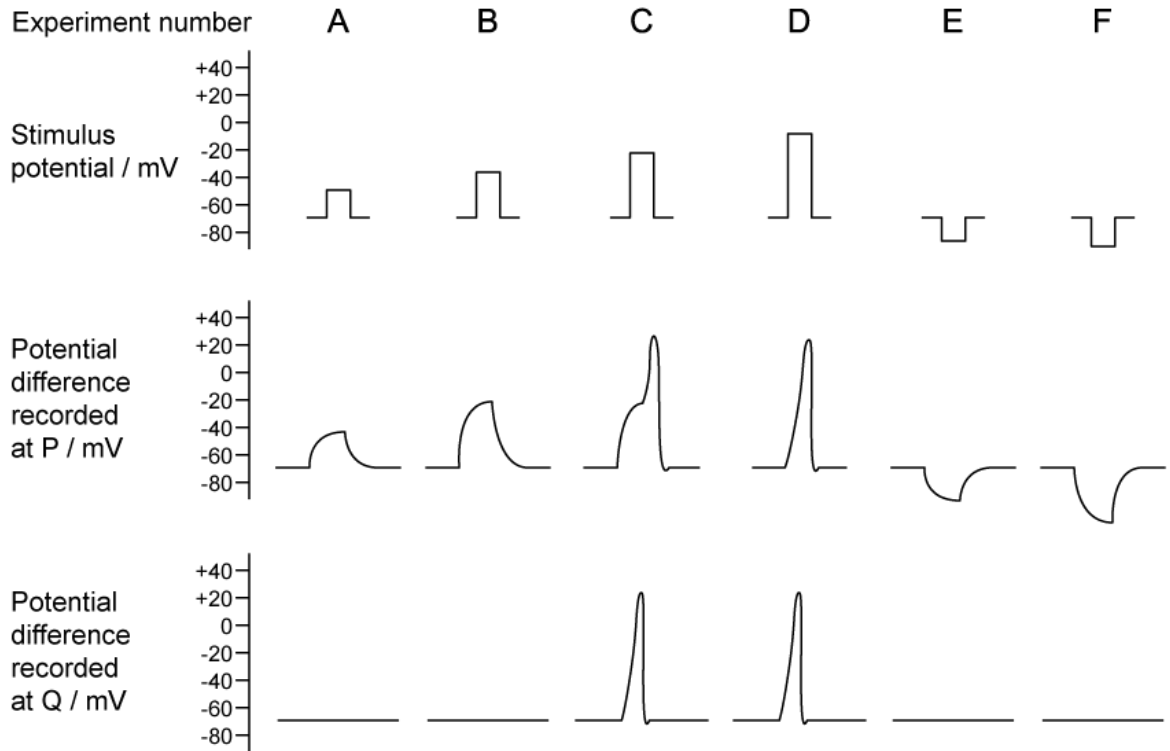 Experiment number A B C D E F
+40
+20
0
-20
-40
-60
-80
Stimulus
potential / mV
+40
+20
0
-20
-40
-60
-80
Potential
difference
recorded
at P / mV
+40
+20
0
-20
-40
-60
-80
Potential
difference
recorded
at Q / mV